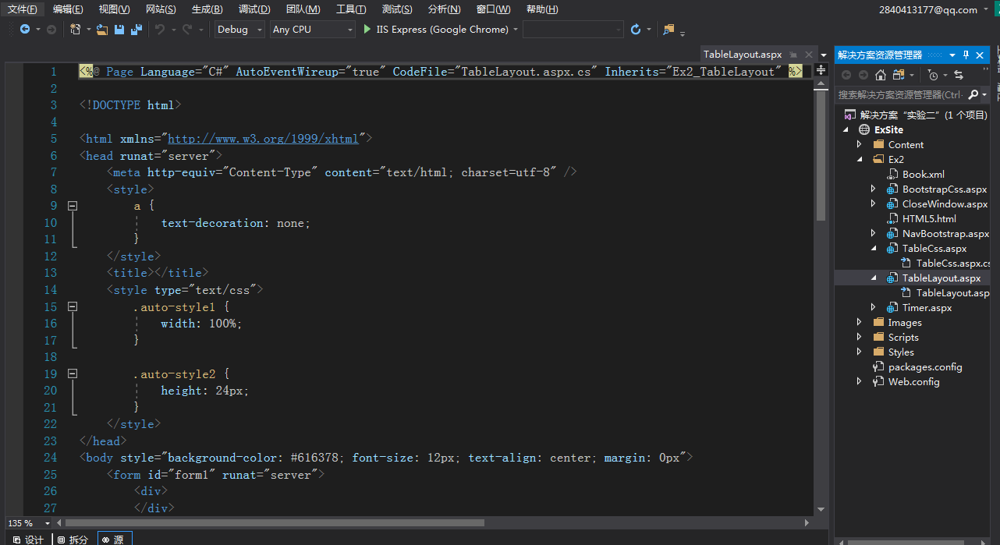 文件(F) 编辑(E) 视图(V) 网站(S) 生成(B) 调试(D) 团队(M) 工具(T) 测试(S) 分析(N) 窗口(W) 帮助(H) 2840413177@qq.com
Debug Any CPU IIS Express (Google Chrome)
TableLayout.aspx
1 <%@ Page Language="C#" AutoEventWireup="true" CodeFile="TableLayout.aspx.cs" Inherits="Ex2_TableLayout" %>
2
3 <!DOCTYPE html>
4
5 <html xmlns="http://www.w3.org/1999/xhtml">
6 <head runat="server">
7 <meta http-equiv="Content-Type" content="text/html; charset=utf-8" />
8 <style>
9 a {
10 text-decoration: none;
11 }
12 </style>
13 <title></title>
14 <style type="text/css">
15 .auto-style1 {
16 width: 100%;
17 }
18
19 .auto-style2 {
20 height: 24px;
21 }
22 </style>
23 </head>
24 <body style="background-color: #616378; font-size: 12px; text-align: center; margin: 0px">
25 <form id="form1" runat="server">
26 <div>
27 </div>
135 %
设计 拆分 源
解决方案资源管理器
搜索解决方案资源管理器(Ctrl
解决方案"实验二"(1 个项目)
ExSite
Content
Ex2
Book.xml
BootstrapCss.aspx
CloseWindow.aspx
HTML5.html
NavBootstrap.aspx
TableCss.aspx
TableCss.aspx.cs
TableLayout.aspx
TableLayout.asp
Timer.aspx
Images
Scripts
Styles
packages.config
Web.config